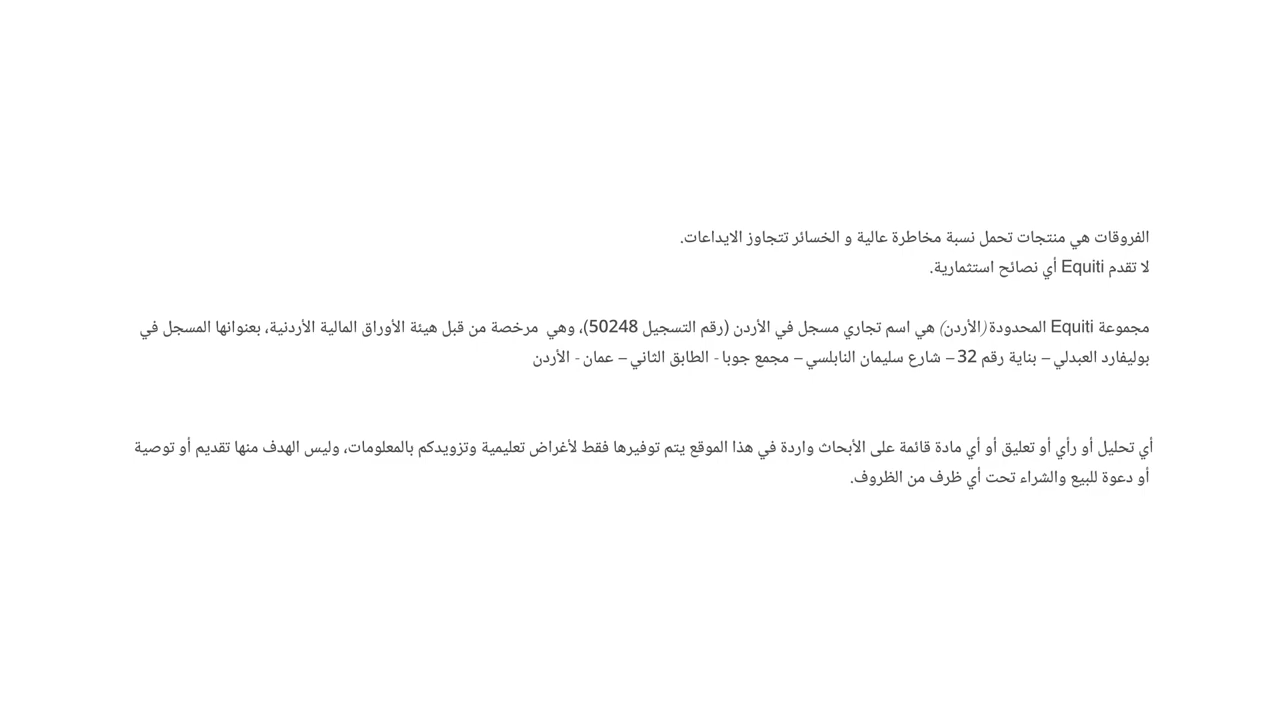 الفروقات هي منتجات تحمل نسبة مخاطرة عالية و الخسائر تتجاوز الايداعات.
لا تقدم Equiti أي نصائح استثمارية.
مجموعة Equiti المحدودة (الأردن) هي اسم تجاري مسجل في الأردن (رقم التسجيل 50248)، وهي مرخصة من قبل هيئة الأوراق المالية الأردنية، بعنوانها المسجل في
بوليفارد العبدلي – بناية رقم 32 – شارع سليمان النابلسي – مجمع جوبا - الطابق الثاني – عمان - الأردن
أي تحليل أو رأي أو تعليق أو أي مادة قائمة على الأبحاث واردة في هذا الموقع يتم توفيرها فقط لأغراض تعليمية وتزويدكم بالمعلومات، وليس الهدف منها تقديم أو توصية
أو دعوة للبيع والشراء تحت أي ظرف من الظروف.